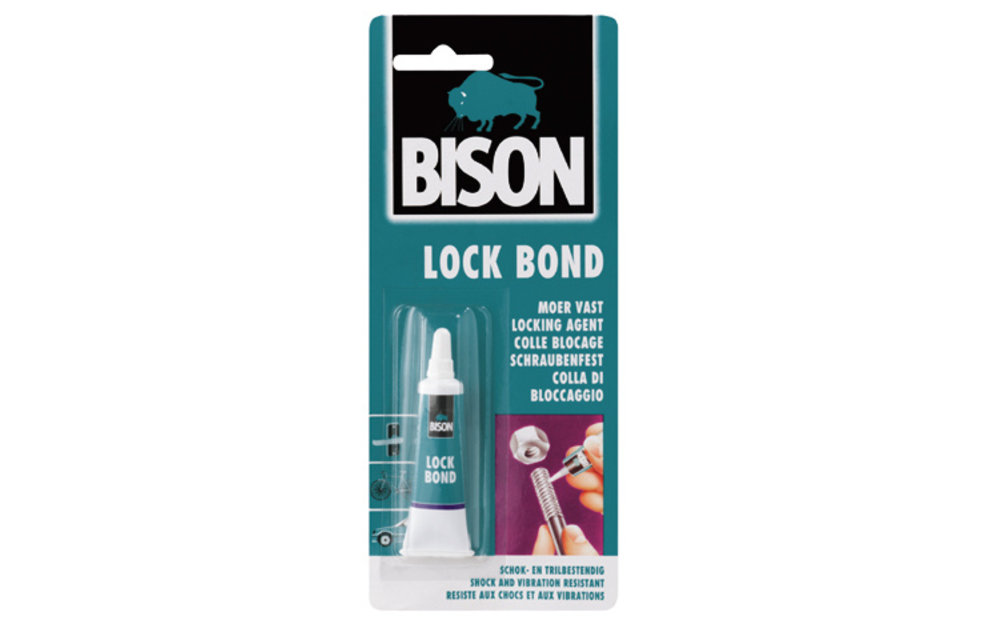 BISON
LOCK BOND
MOER VAST
LOCKING AGENT
COLLE BLOCAGE
SCHRAUBENFEST
COLLA DI
BLOCCAGGIO
BISON
LOCK
BOND
SCHOK- EN TRILBESTENDIG
SHOCK AND VIBRATION RESISTANT
RESISTE AUX CHOCS ET AUX VIBRATIONS